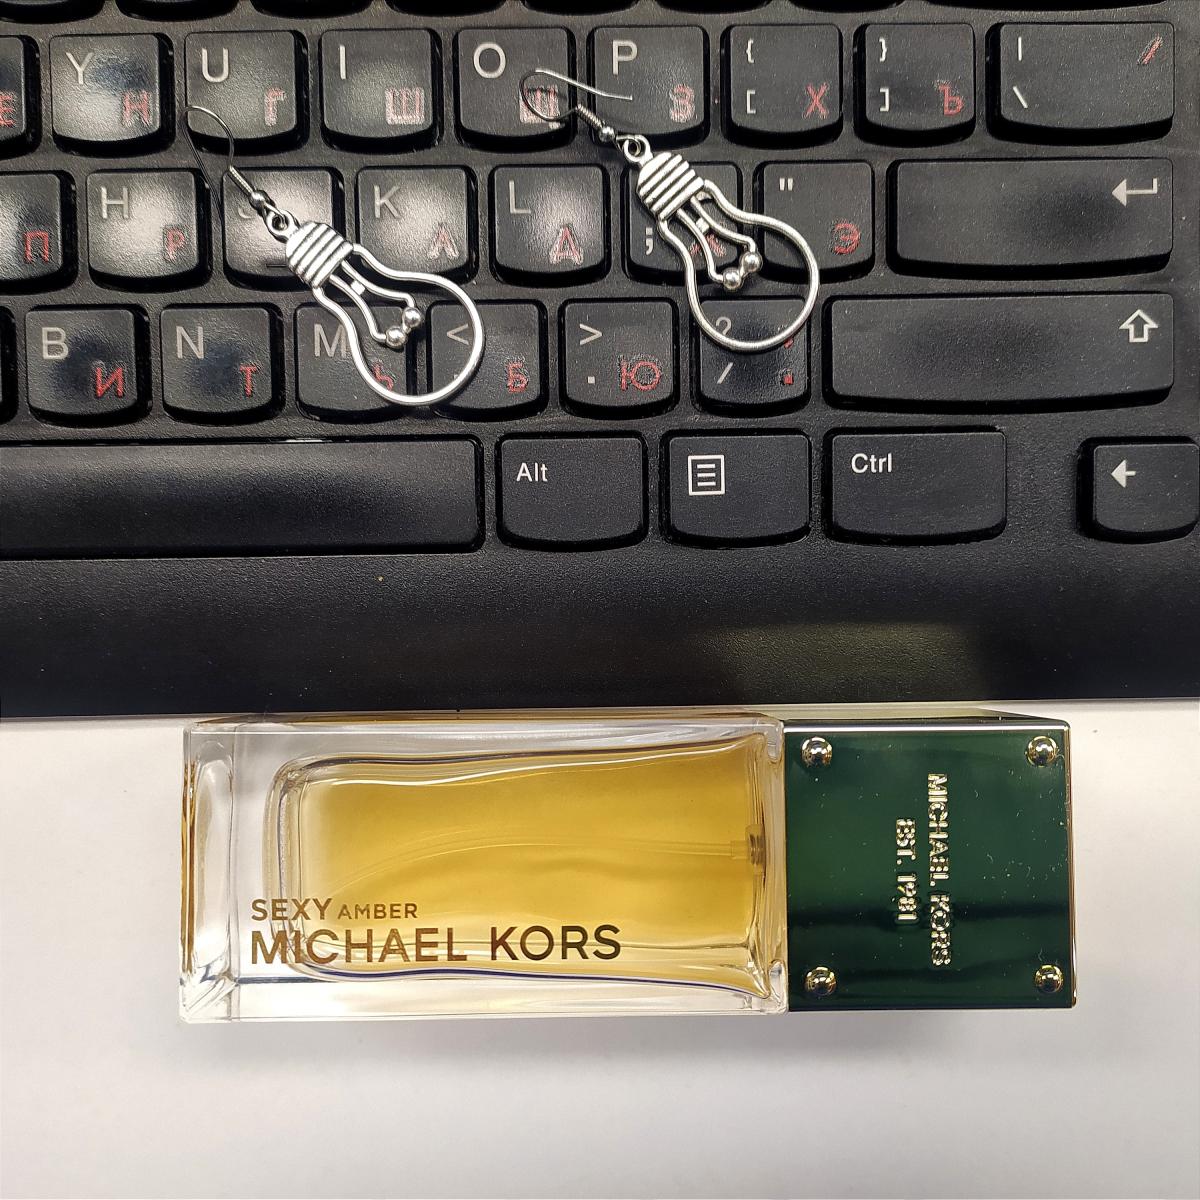 E Y Н U Г I Ш O Щ P З { [ Х } ] Ъ | \ /
П H Р J K Л L Д ; " Э
B И N Т M Ь < Б > . Ю ? /
Alt Ctrl
SEXY AMBER
MICHAEL KORS
MICHAEL KORS
EST. 1981